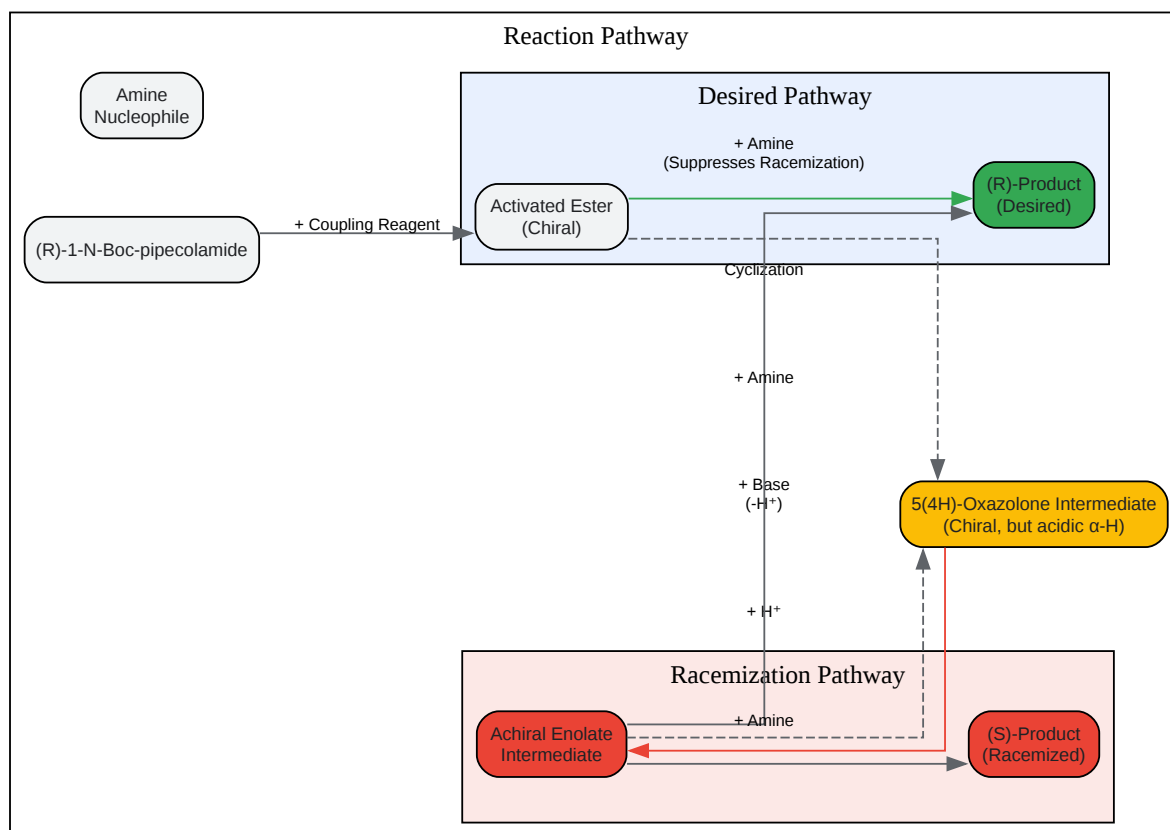 Reaction Pathway
Amine
Nucleophile
Desired Pathway
+ Amine
(Suppresses Racemization)
(R)-Product
(Desired)
Activated Ester
(Chiral)
+ Coupling Reagent
(R)-1-N-Boc-pipecolamide
Cyclization
+ Amine
+ Base
(-H⁺)
5(4H)-Oxazolone Intermediate
(Chiral, but acidic α-H)
+ H⁺
Racemization Pathway
+ Amine
Achiral Enolate
Intermediate
(S)-Product
(Racemized)